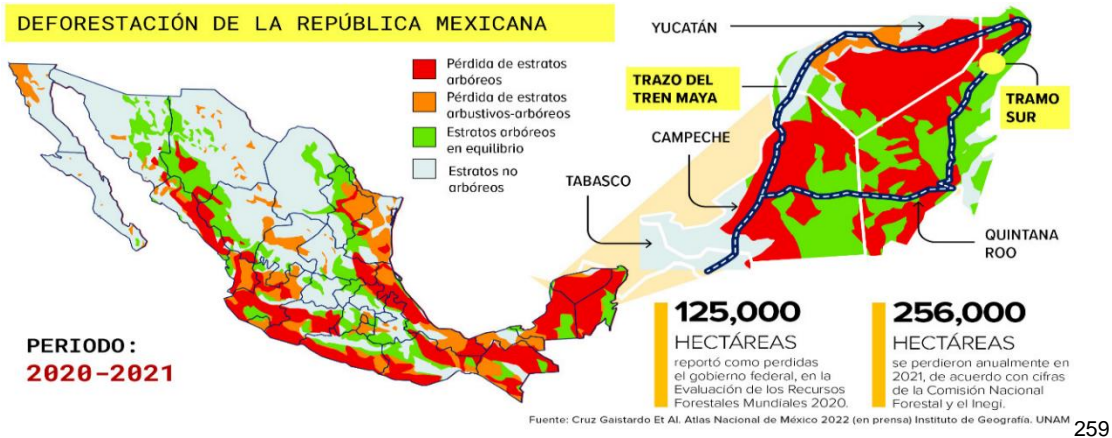 DEFORESTACIÓN DE LA REPÚBLICA MEXICANA
Pérdida de estratos
arbóreos
Pérdida de estratos
arbustivos-arbóreos
Estratos arbóreos
en equilibrio
Estratos no
arbóreos
PERIODO:
2020-2021
YUCATÁN
TRAZO DEL
TREN MAYA
TRAMO
SUR
CAMPECHE
TABASCO
QUINTANA
ROO
125,000
HECTÁREAS
reportó como perdidas
el gobierno federal, en la
Evaluación de los Recursos
Forestales Mundiales 2020.
256,000
HECTÁREAS
se perdieron anualmente en
2021, de acuerdo con cifras
de la Comisión Nacional
Forestal y el Inegi.
Fuente: Cruz Gaistardo Et Al. Atlas Nacional de México 2022 (en prensa) Instituto de Geografía. UNAM
259